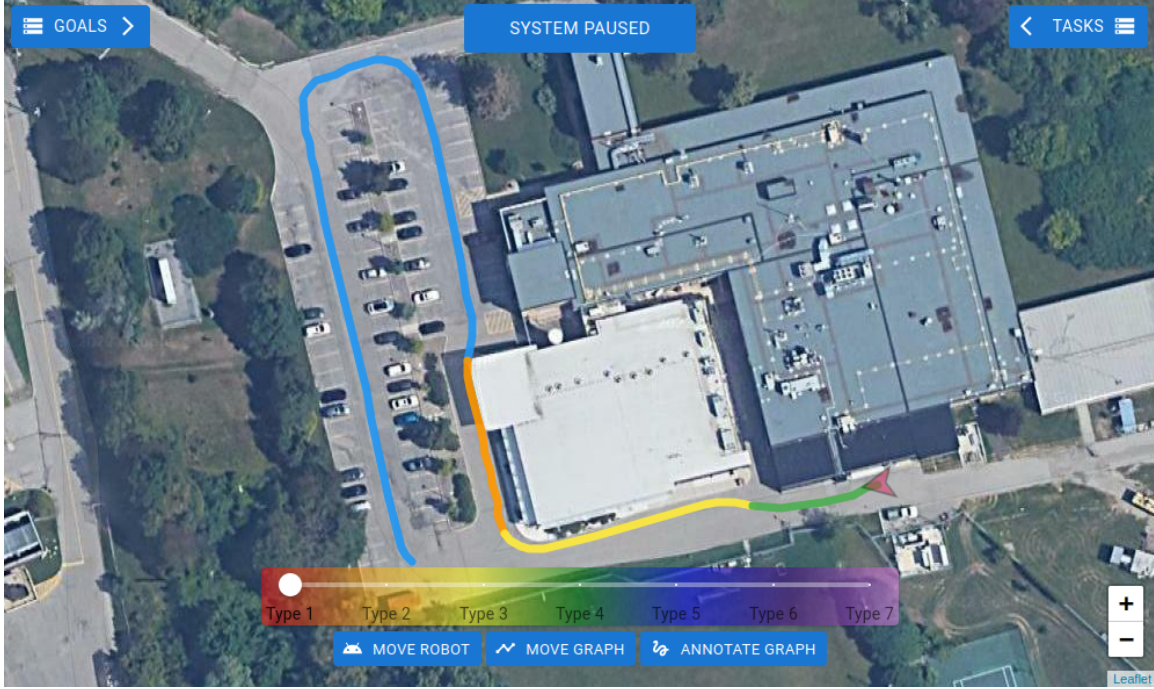 GOALS
SYSTEM PAUSED
TASKS
Type 1 Type 2 Type 3 Type 4 Type 5 Type 6 Type 7
MOVE ROBOT MOVE GRAPH ANNOTATE GRAPH
+
−
Leaflet